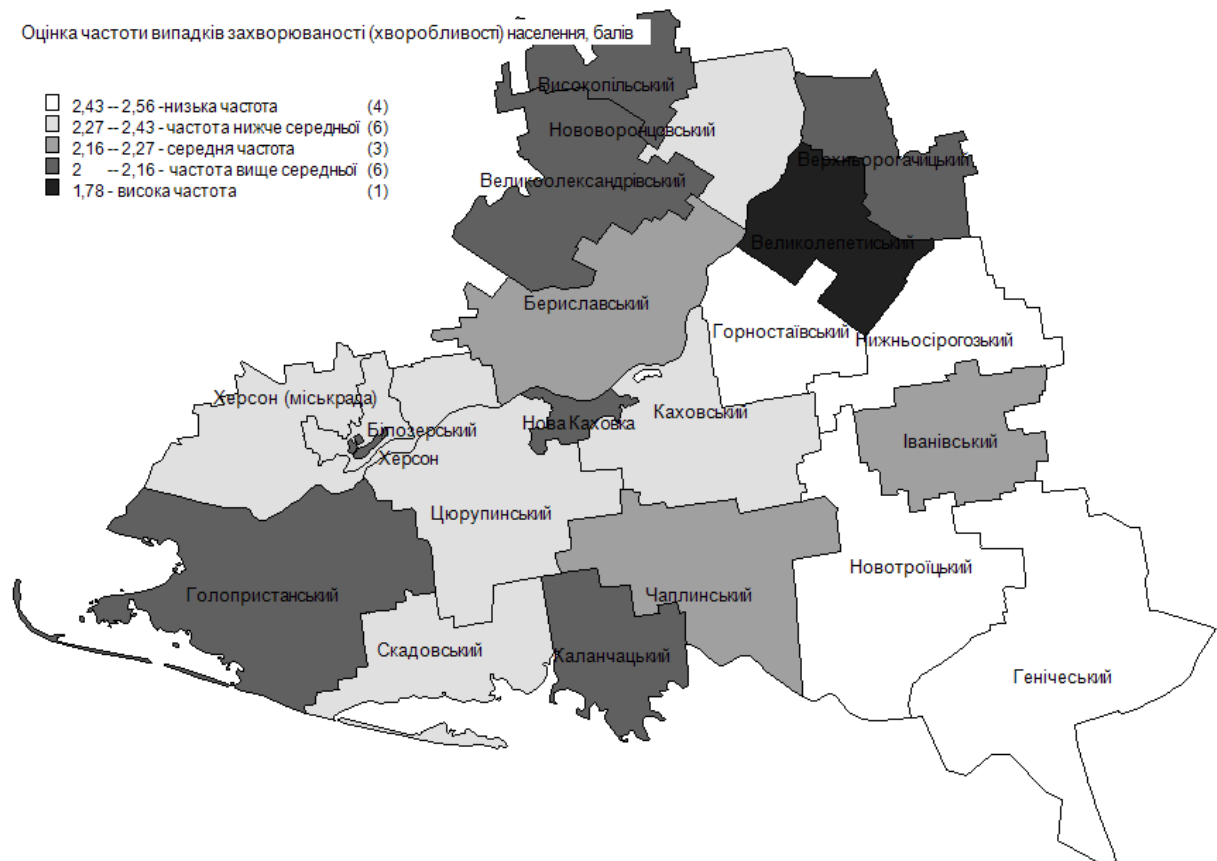 Оцінка частоти випадків захворюваності (хворобливості) населення, балів
2,43 -- 2,56 -низька частота (4)
2,27 -- 2,43 - частота нижче середньої (6)
2,16 -- 2,27 - середня частота (3)
2 -- 2,16 - частота вище середньої (6)
1,78 - висока частота (1)
Високопільський
Нововоронцовський
Верхньорогачицький
Великоолександрівський
Великолепетиський
Бериславський
Горностаївський
Нижньосірогозький
Херсон (міськрада)
Каховський
Нова Каховка
Білозерський
Іванівський
Херсон
Цюрупинський
Новотроїцький
Голопристанський
Чаплинський
Скадовський
Каланчацький
Генічеський